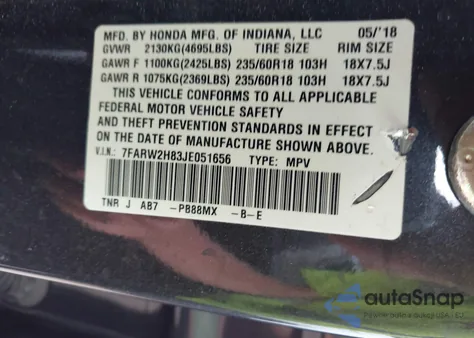 MFD. BY HONDA MFG. OF INDIANA, LLC 05/'18
GVWR 2130KG(4695LBS) TIRE SIZE RIM SIZE
GAWR F 1100KG(2425LBS) 235/60R18 103H 18X7.5J
GAWR R 1075KG(2369LBS) 235/60R18 103H 18X7.5J
THIS VEHICLE CONFORMS TO ALL APPLICABLE
FEDERAL MOTOR VEHICLE SAFETY
AND THEFT PREVENTION STANDARDS IN EFFECT
ON THE DATE OF MANUFACTURE SHOWN ABOVE.
V.I.N.: 7FARW2H83JE051656 TYPE: MPV
TNR J AB7 -PB88MX -B-E
autoSnap